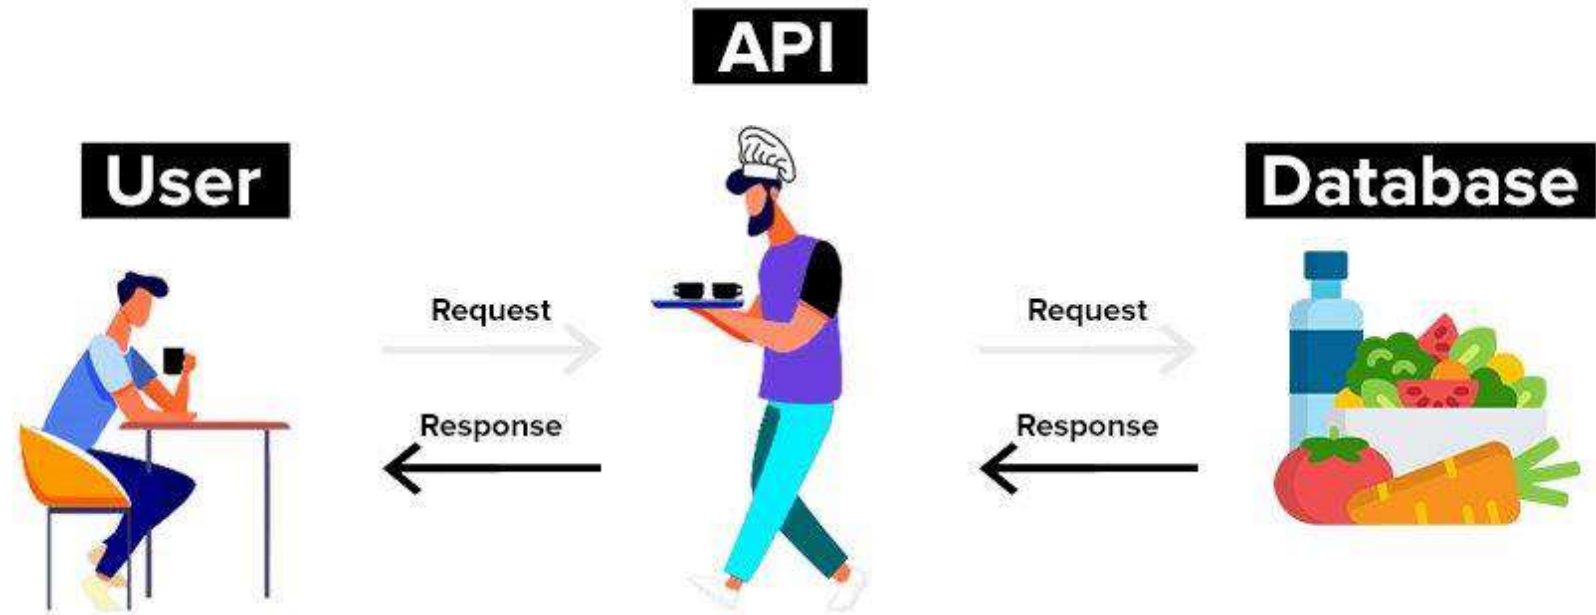 API
User
Database
Request
Request
Response
Response